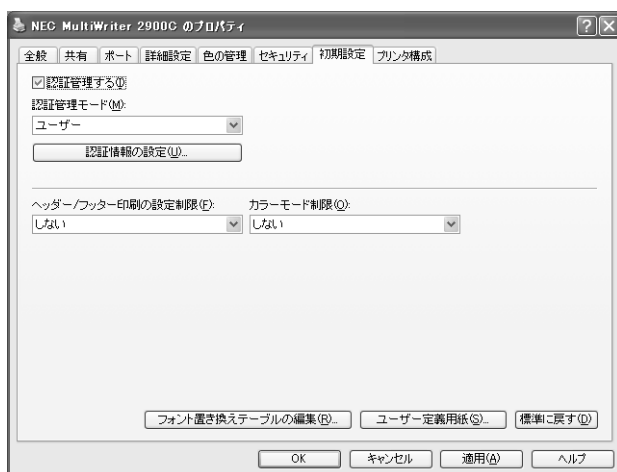 NEC MultiWriter 2900C のプロパティ
全般 共有 ポート 詳細設定 色の管理 セキュリティ 初期設定 プリンタ構成
認証管理する(I)
認証管理モード(M):
ユーザー
認証情報の設定(U)...
ヘッダー/フッター印刷の設定制限(F): カラーモード制限(O):
しない しない
フォント置き換えテーブルの編集(R)... ユーザー定義用紙(S)... 標準に戻す(D)
OK キャンセル 適用(A) ヘルプ